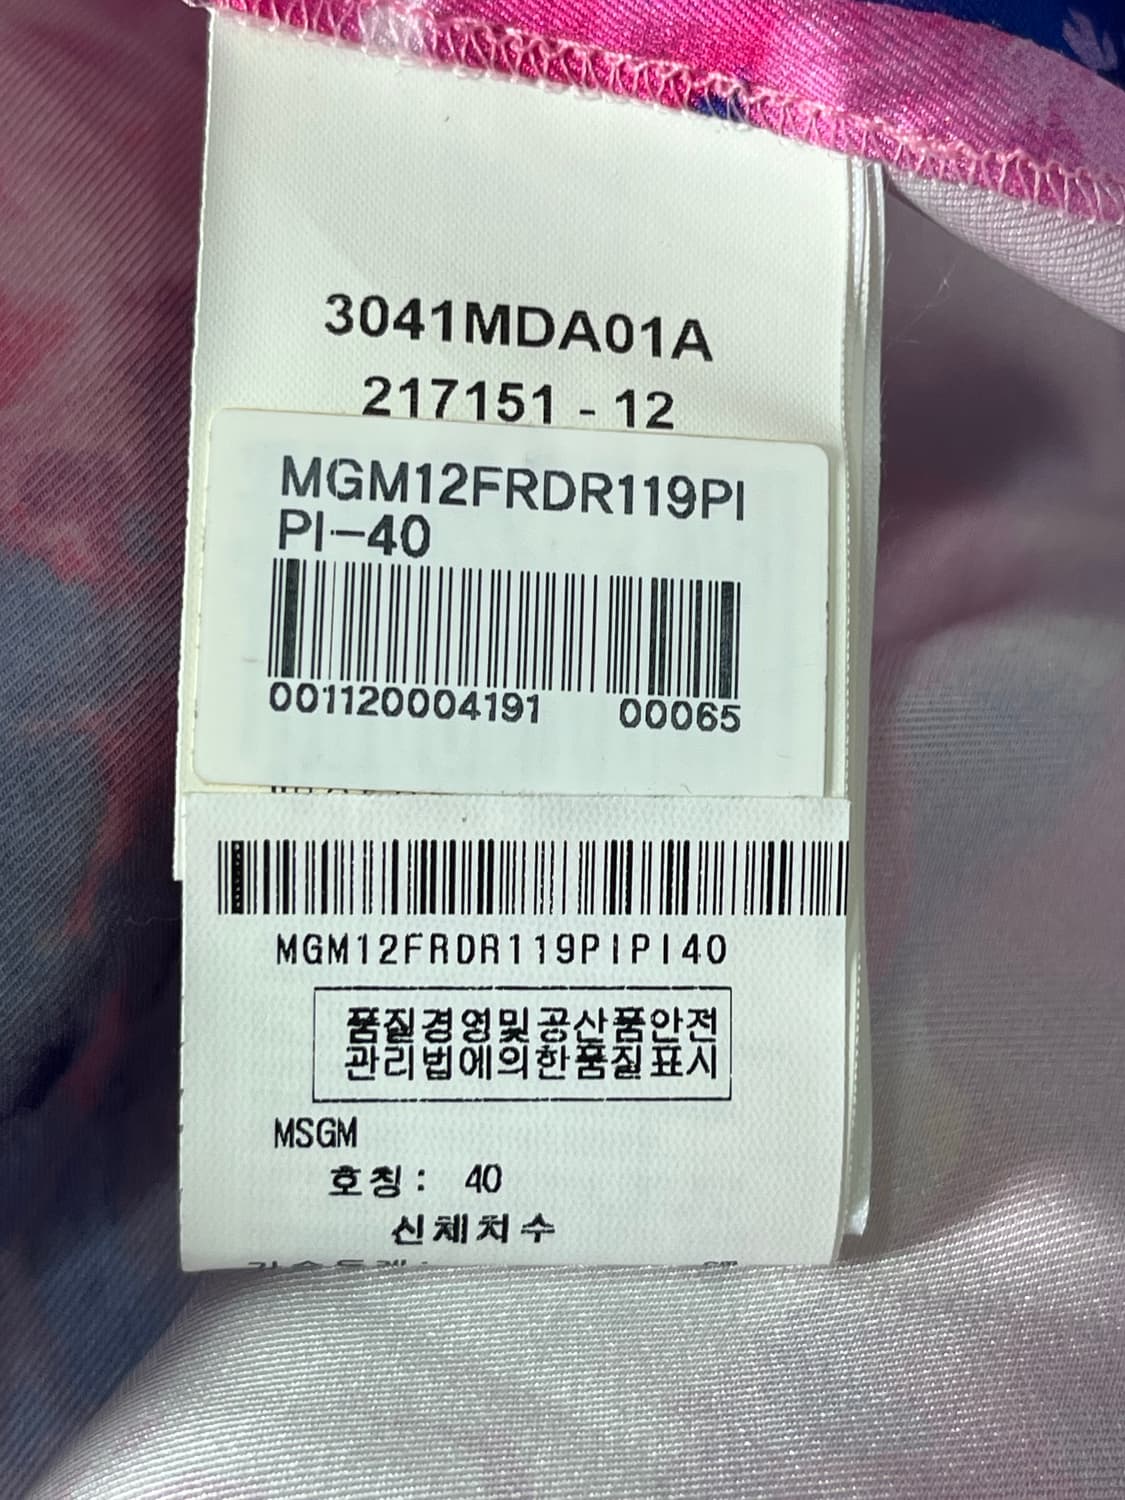 3041MDA01A
217151 - 12
MGM12FRDR119PI
PI-40
001120004191 00065
MGM12FRDR119PIPI40
품질경영및공산품안전
관리법에의한품질표시
MSGM
호칭 : 40
신체치수